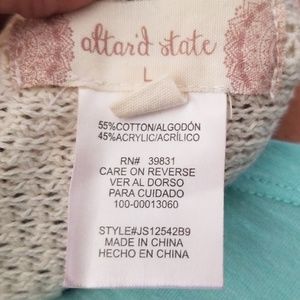 altar'd state
L
55%COTTON/ALGODÓN
45%ACRYLIC/ACRÍLICO
RN# 39831
CARE ON REVERSE
VER AL DORSO
PARA CUIDADO
100-00013060
STYLE#JS12542B9
MADE IN CHINA
HECHO EN CHINA